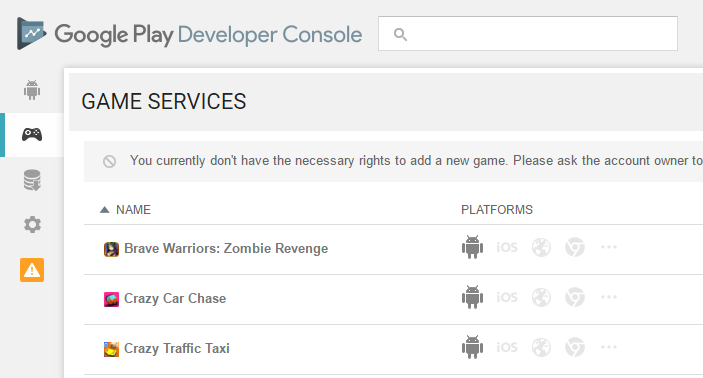 Google Play Developer Console
GAME SERVICES
You currently don't have the necessary rights to add a new game. Please ask the account owner to
NAME PLATFORMS
Brave Warriors: Zombie Revenge iOS
Crazy Car Chase iOS
Crazy Traffic Taxi iOS